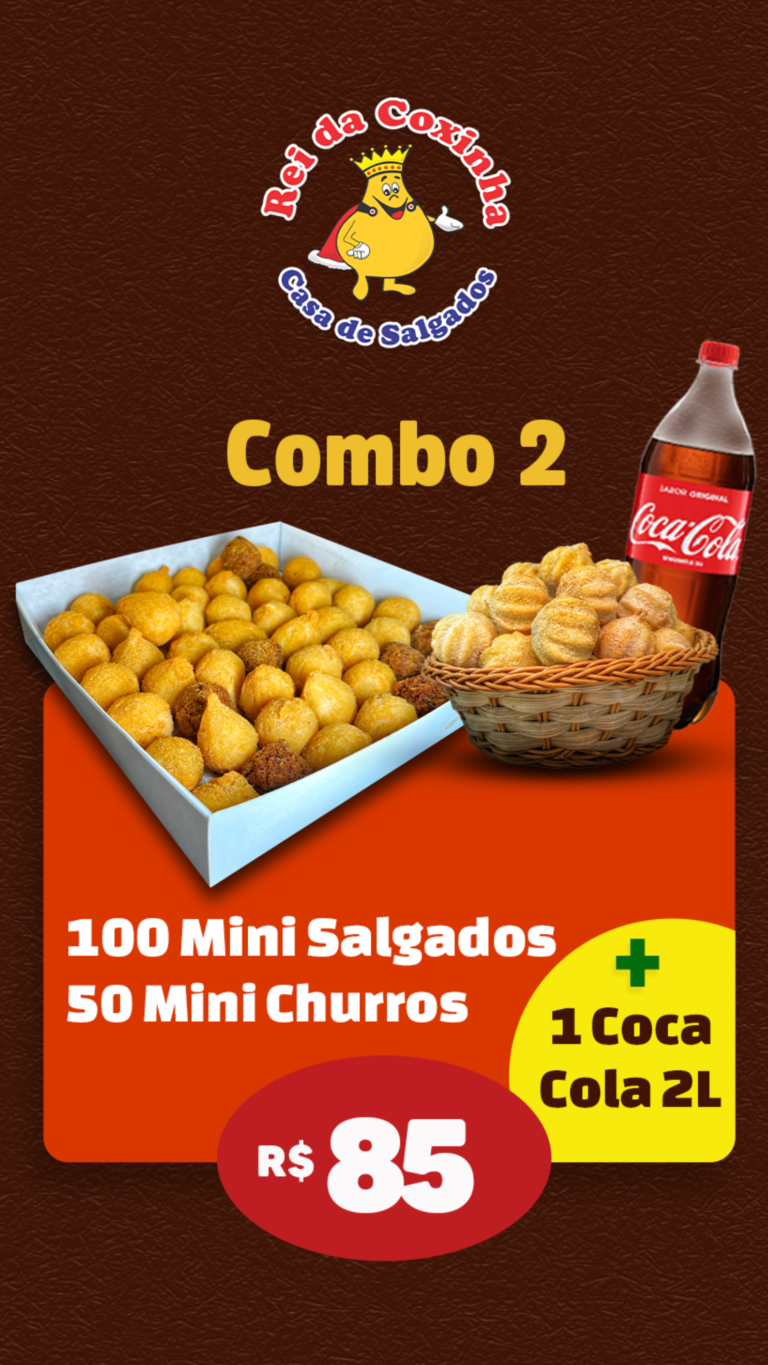 Rei da Coxinha
Casa de Salgados
Combo 2
SABOR ORIGINAL
Coca-Cola
100 Mini Salgados
50 Mini Churros
+
1 Coca
Cola 2L
R$ 85